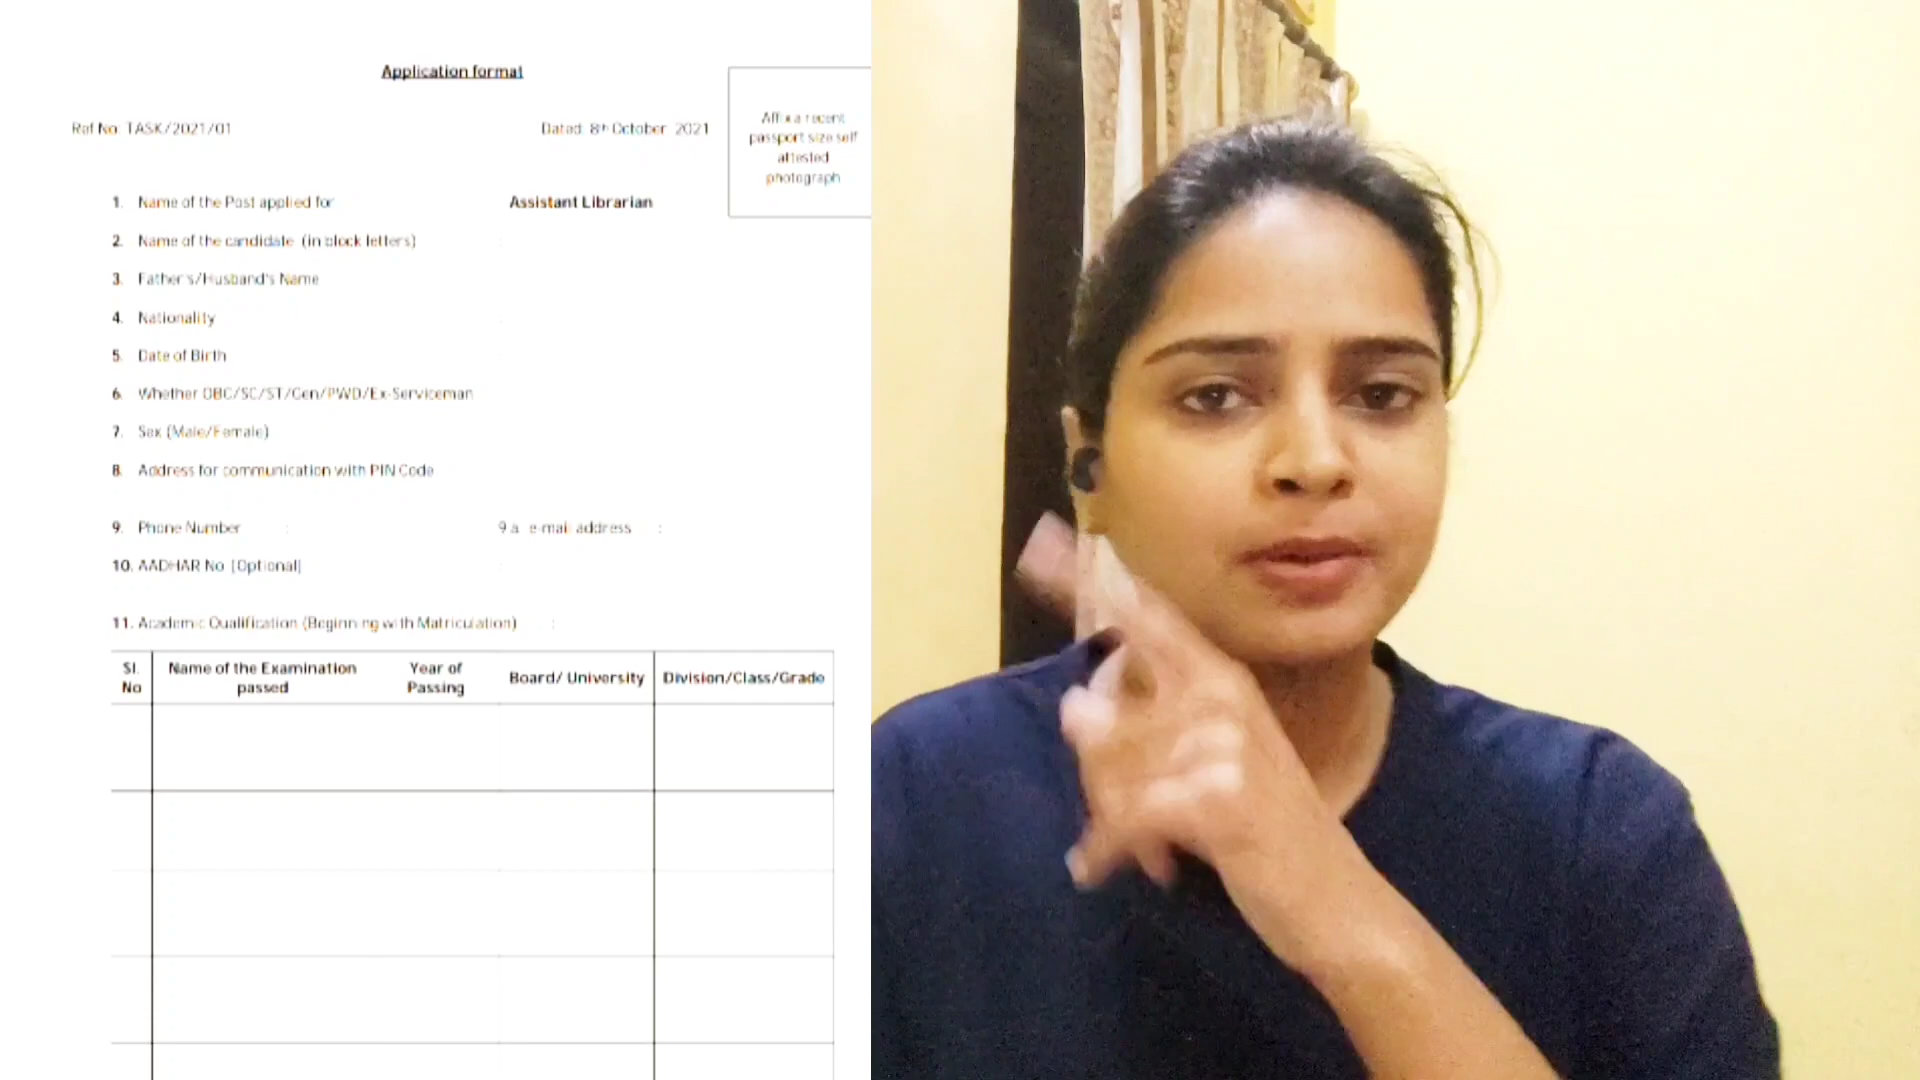 Application format
Ref No: TASK/2021/01
Dated: 8th October, 2021
Affix a recent
passport size self
attested
photograph
1. Name of the Post applied for
Assistant Librarian
2. Name of the candidate (in block letters) :
3. Father's/Husband's Name
4. Nationality
5. Date of Birth
6. Whether OBC/SC/ST/Gen/PWD/Ex-Serviceman
7. Sex (Male/Female)
8. Address for communication with PIN Code
9. Phone Number :
9 a. e-mail address :
10. AADHAR No. [Optional]
11. Academic Qualification (Beginning with Matriculation) :
Sl. No
Name of the Examination passed
Year of Passing
Board/ University
Division/Class/Grade